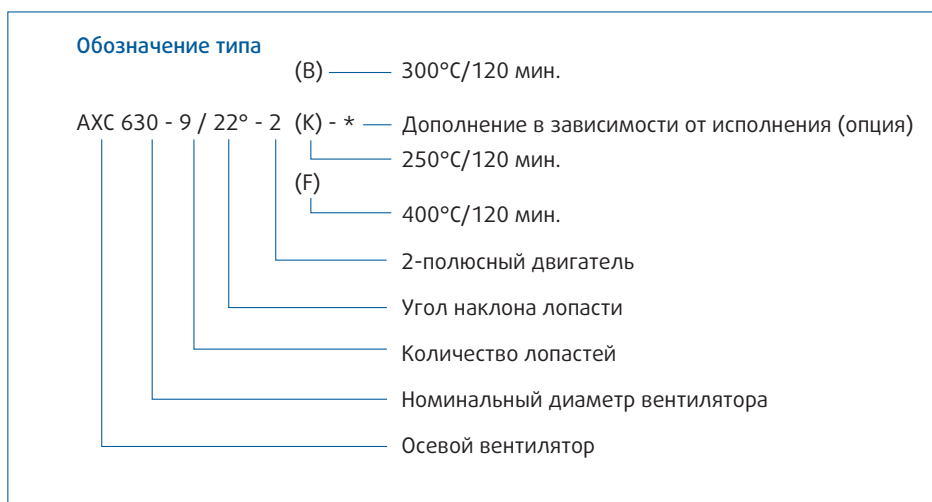 Обозначение типа
(B) 300°C/120 мин.
AXC 630 - 9 / 22° - 2 (K) - * Дополнение в зависимости от исполнения (опция)
250°C/120 мин.
(F)
400°C/120 мин.
2-полюсный двигатель
Угол наклона лопасти
Количество лопастей
Номинальный диаметр вентилятора
Осевой вентилятор